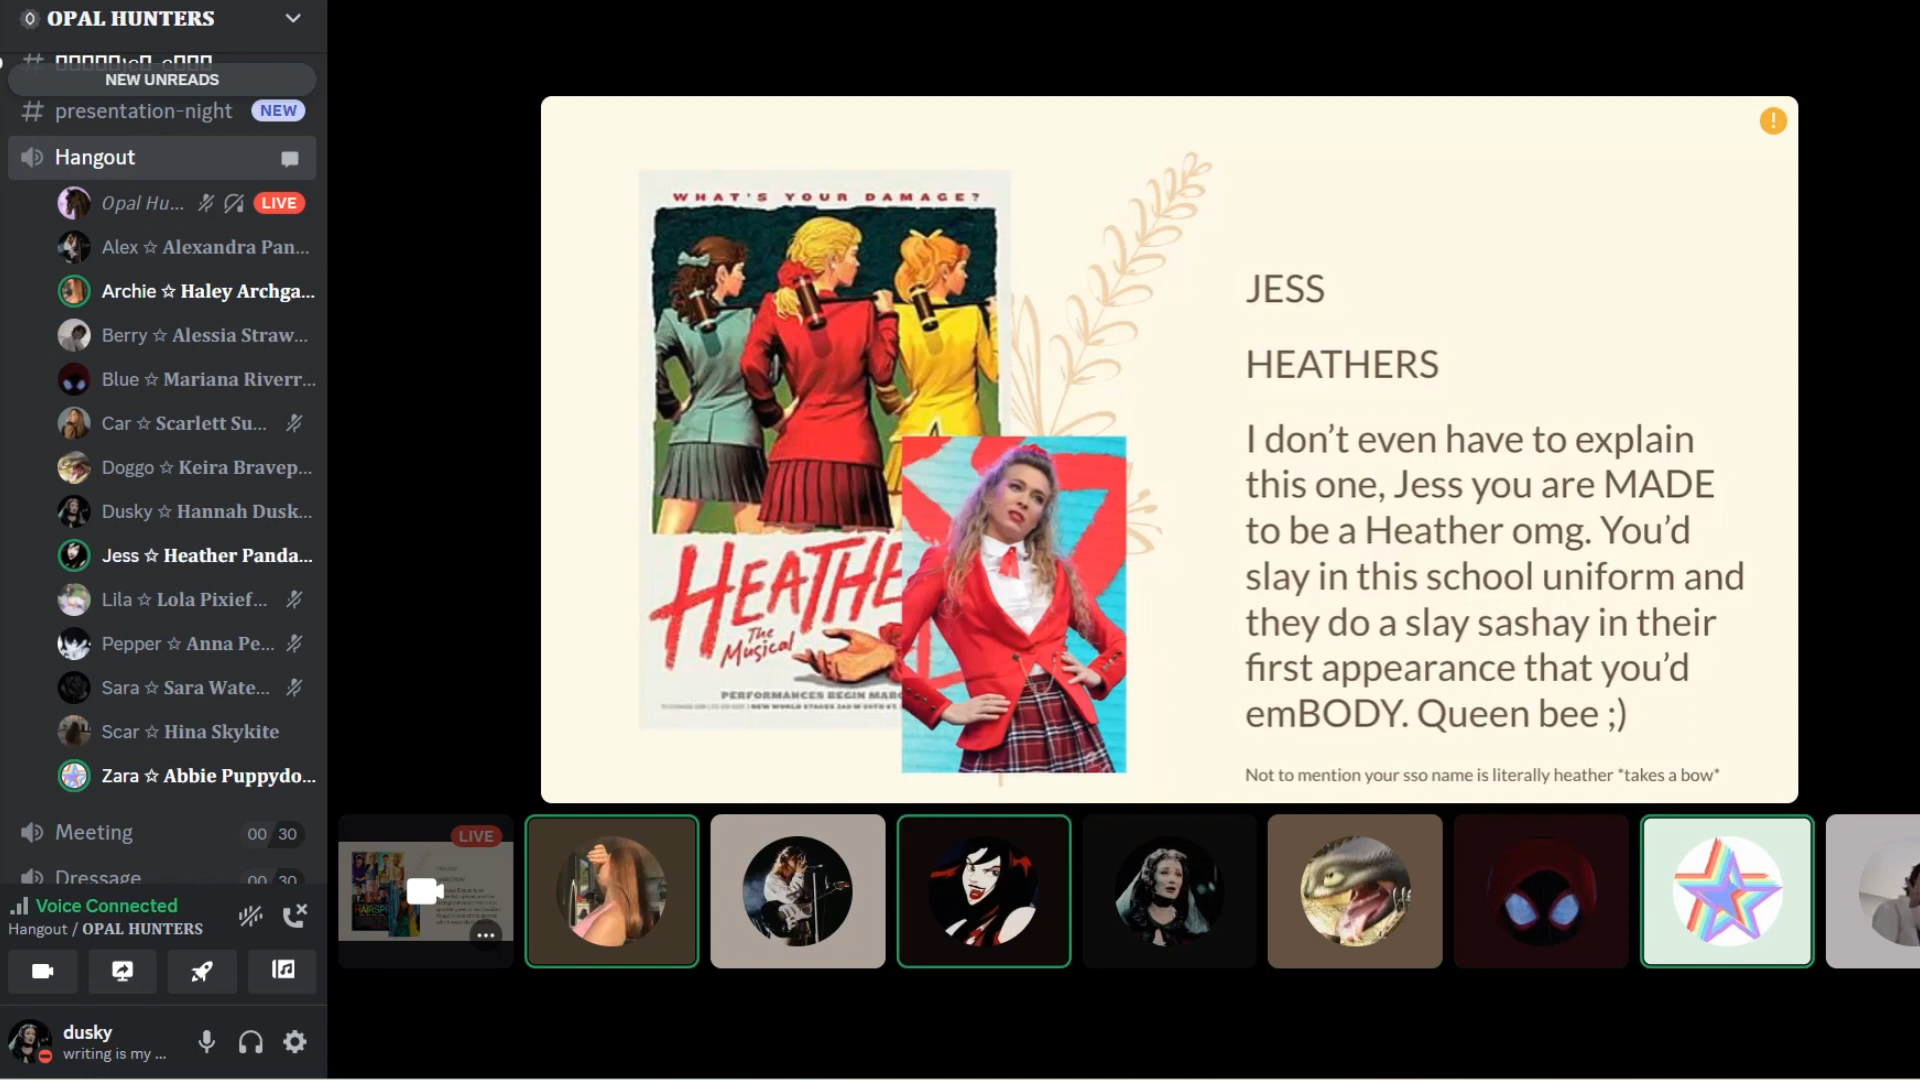 OPAL HUNTERS
NEW UNREADS
# presentation-night NEW
Hangout
Opal Hu... LIVE
Alex ☆ Alexandra Pan...
Archie ☆ Haley Archga...
Berry ☆ Alessia Straw...
Blue ☆ Mariana Riverr...
Car ☆ Scarlett Su...
Doggo ☆ Keira Bravep...
Dusky ☆ Hannah Dusk...
Jess ☆ Heather Panda...
Lila ☆ Lola Pixief...
Pepper ☆ Anna Pe...
Sara ☆ Sara Wate...
Scar ☆ Hina Skykite
Zara ☆ Abbie Puppydo...
Meeting 00 30
Dressage 00 30
Voice Connected
Hangout / OPAL HUNTERS
dusky
writing is my ...
WHAT'S YOUR DAMAGE?
HEATHE
The
Musical
PERFORMANCES BEGIN MARC
JESS
HEATHERS
I don't even have to explain
this one, Jess you are MADE
to be a Heather omg. You'd
slay in this school uniform and
they do a slay sashay in their
first appearance that you'd
emBODY. Queen bee ;)
Not to mention your sso name is literally heather *takes a bow*
LIVE